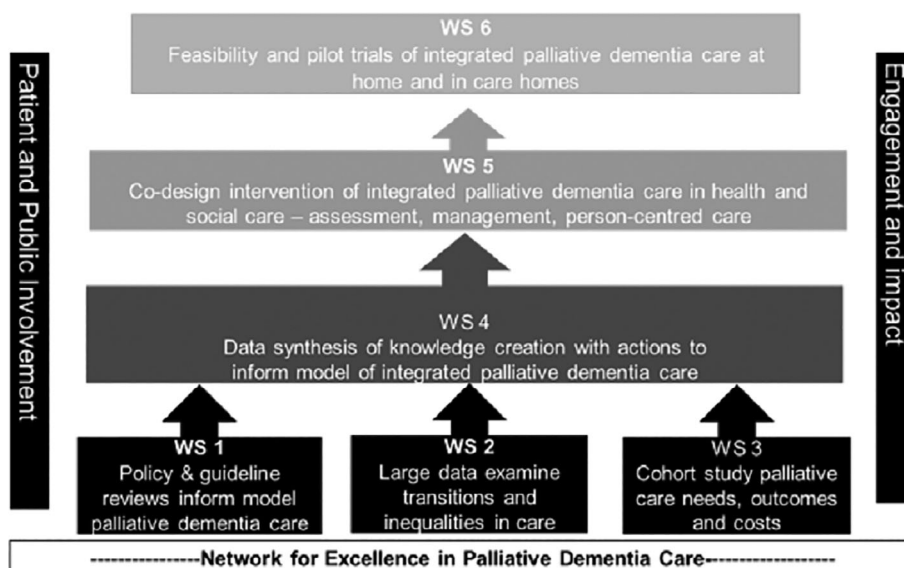 WS 6
Feasibility and pilot trials of integrated palliative dementia care at
home and in care homes
Patient and Public Involvement
Engagement and impact
WS 5
Co-design intervention of integrated palliative dementia care in health and
social care – assessment, management, person-centred care
WS 4
Data synthesis of knowledge creation with actions to
inform model of integrated palliative dementia care
WS 1
Policy & guideline
reviews inform model
palliative dementia care
WS 2
Large data examine
transitions and
inequalities in care
WS 3
Cohort study palliative
care needs, outcomes
and costs
-----------------Network for Excellence in Palliative Dementia Care-------------------